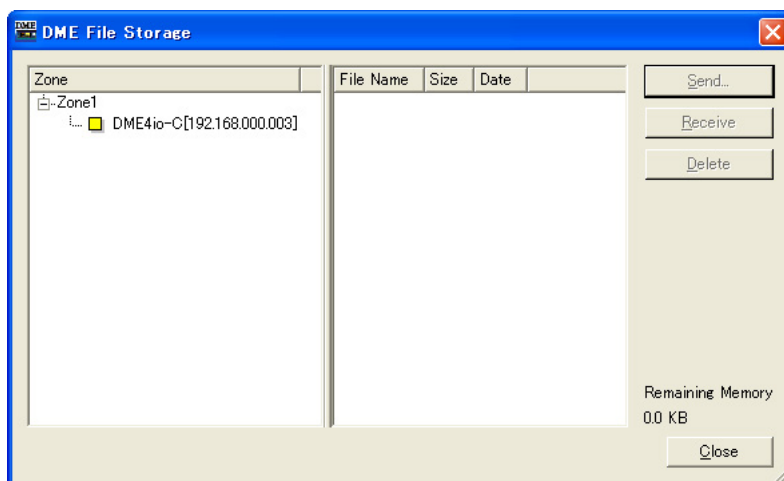 DME File Storage
Zone
File Name Size Date
Send...
Zone1
DME4io-C[192.168.000.003]
Receive
Delete
Remaining Memory
0.0 KB
Close